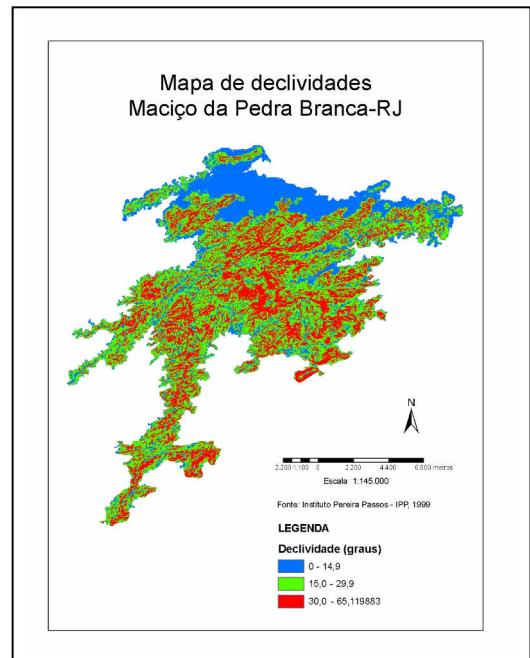 Mapa de declividades
Maciço da Pedra Branca-RJ
N
2.200 1.100 0 2.200 4.400 6.600 metros
Escala 1:145.000
Fonte: Instituto Pereira Passos - IPP, 1999
LEGENDA
Declividade (graus)
0 - 14,9
15,0 - 29,9
30,0 - 65,119883